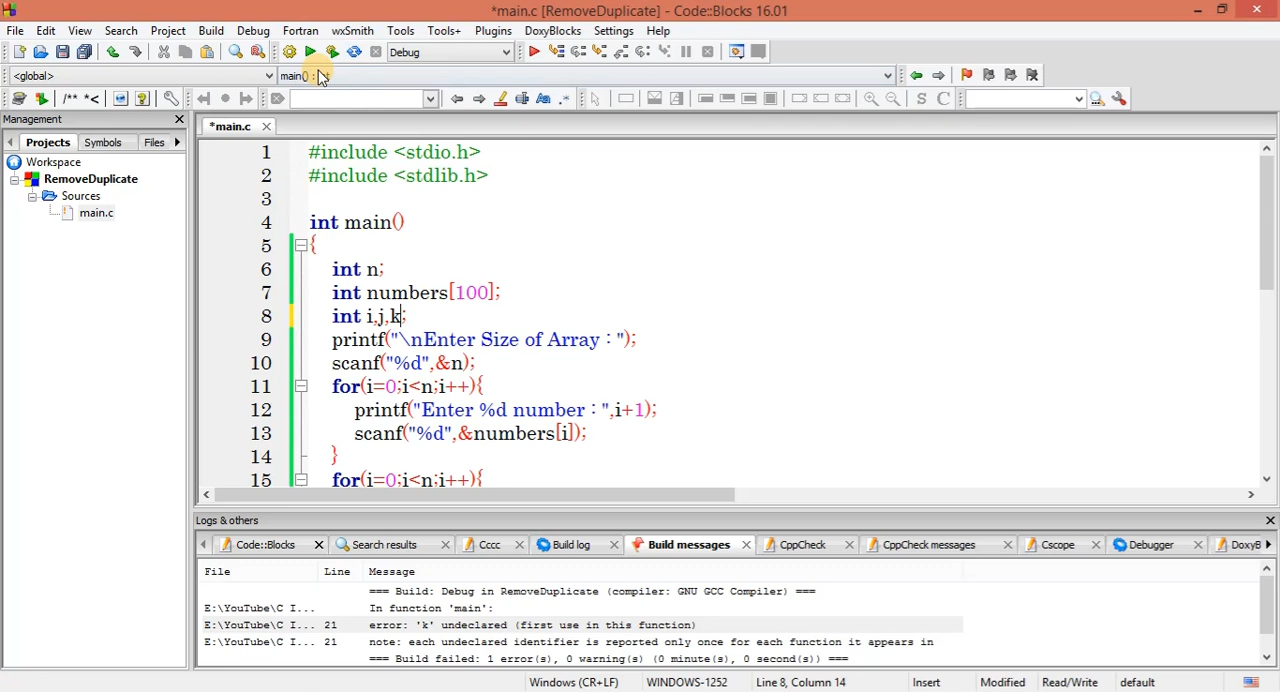 *main.c [RemoveDuplicate] - Code::Blocks 16.01
File Edit View Search Project Build Debug Fortran wxSmith Tools Tools+ Plugins DoxyBlocks Settings Help
Debug
<global>
main() :
/** *<
S C
Management
Projects Symbols Files
*main.c
Workspace
RemoveDuplicate
Sources
main.c
1 #include <stdio.h>
2 #include <stdlib.h>
3
4 int main()
5 {
6 int n;
7 int numbers[100];
8 int i,j,k;
9 printf("\nEnter Size of Array : ");
10 scanf("%d",&n);
11 for(i=0;i<n;i++){
12 printf("Enter %d number : ",i+1);
13 scanf("%d",&numbers[i]);
14 }
15 for(i=0;i<n;i++){
Logs & others
Code::Blocks Search results Cccc Build log Build messages CppCheck CppCheck messages Cscope Debugger DoxyB
File Line Message
=== Build: Debug in RemoveDuplicate (compiler: GNU GCC Compiler) ===
E:\YouTube\C I... In function 'main':
E:\YouTube\C I... 21 error: 'k' undeclared (first use in this function)
E:\YouTube\C I... 21 note: each undeclared identifier is reported only once for each function it appears in
=== Build failed: 1 error(s), 0 warning(s) (0 minute(s), 0 second(s)) ===
Windows (CR+LF) WINDOWS-1252 Line 8, Column 14 Insert Modified Read/Write default